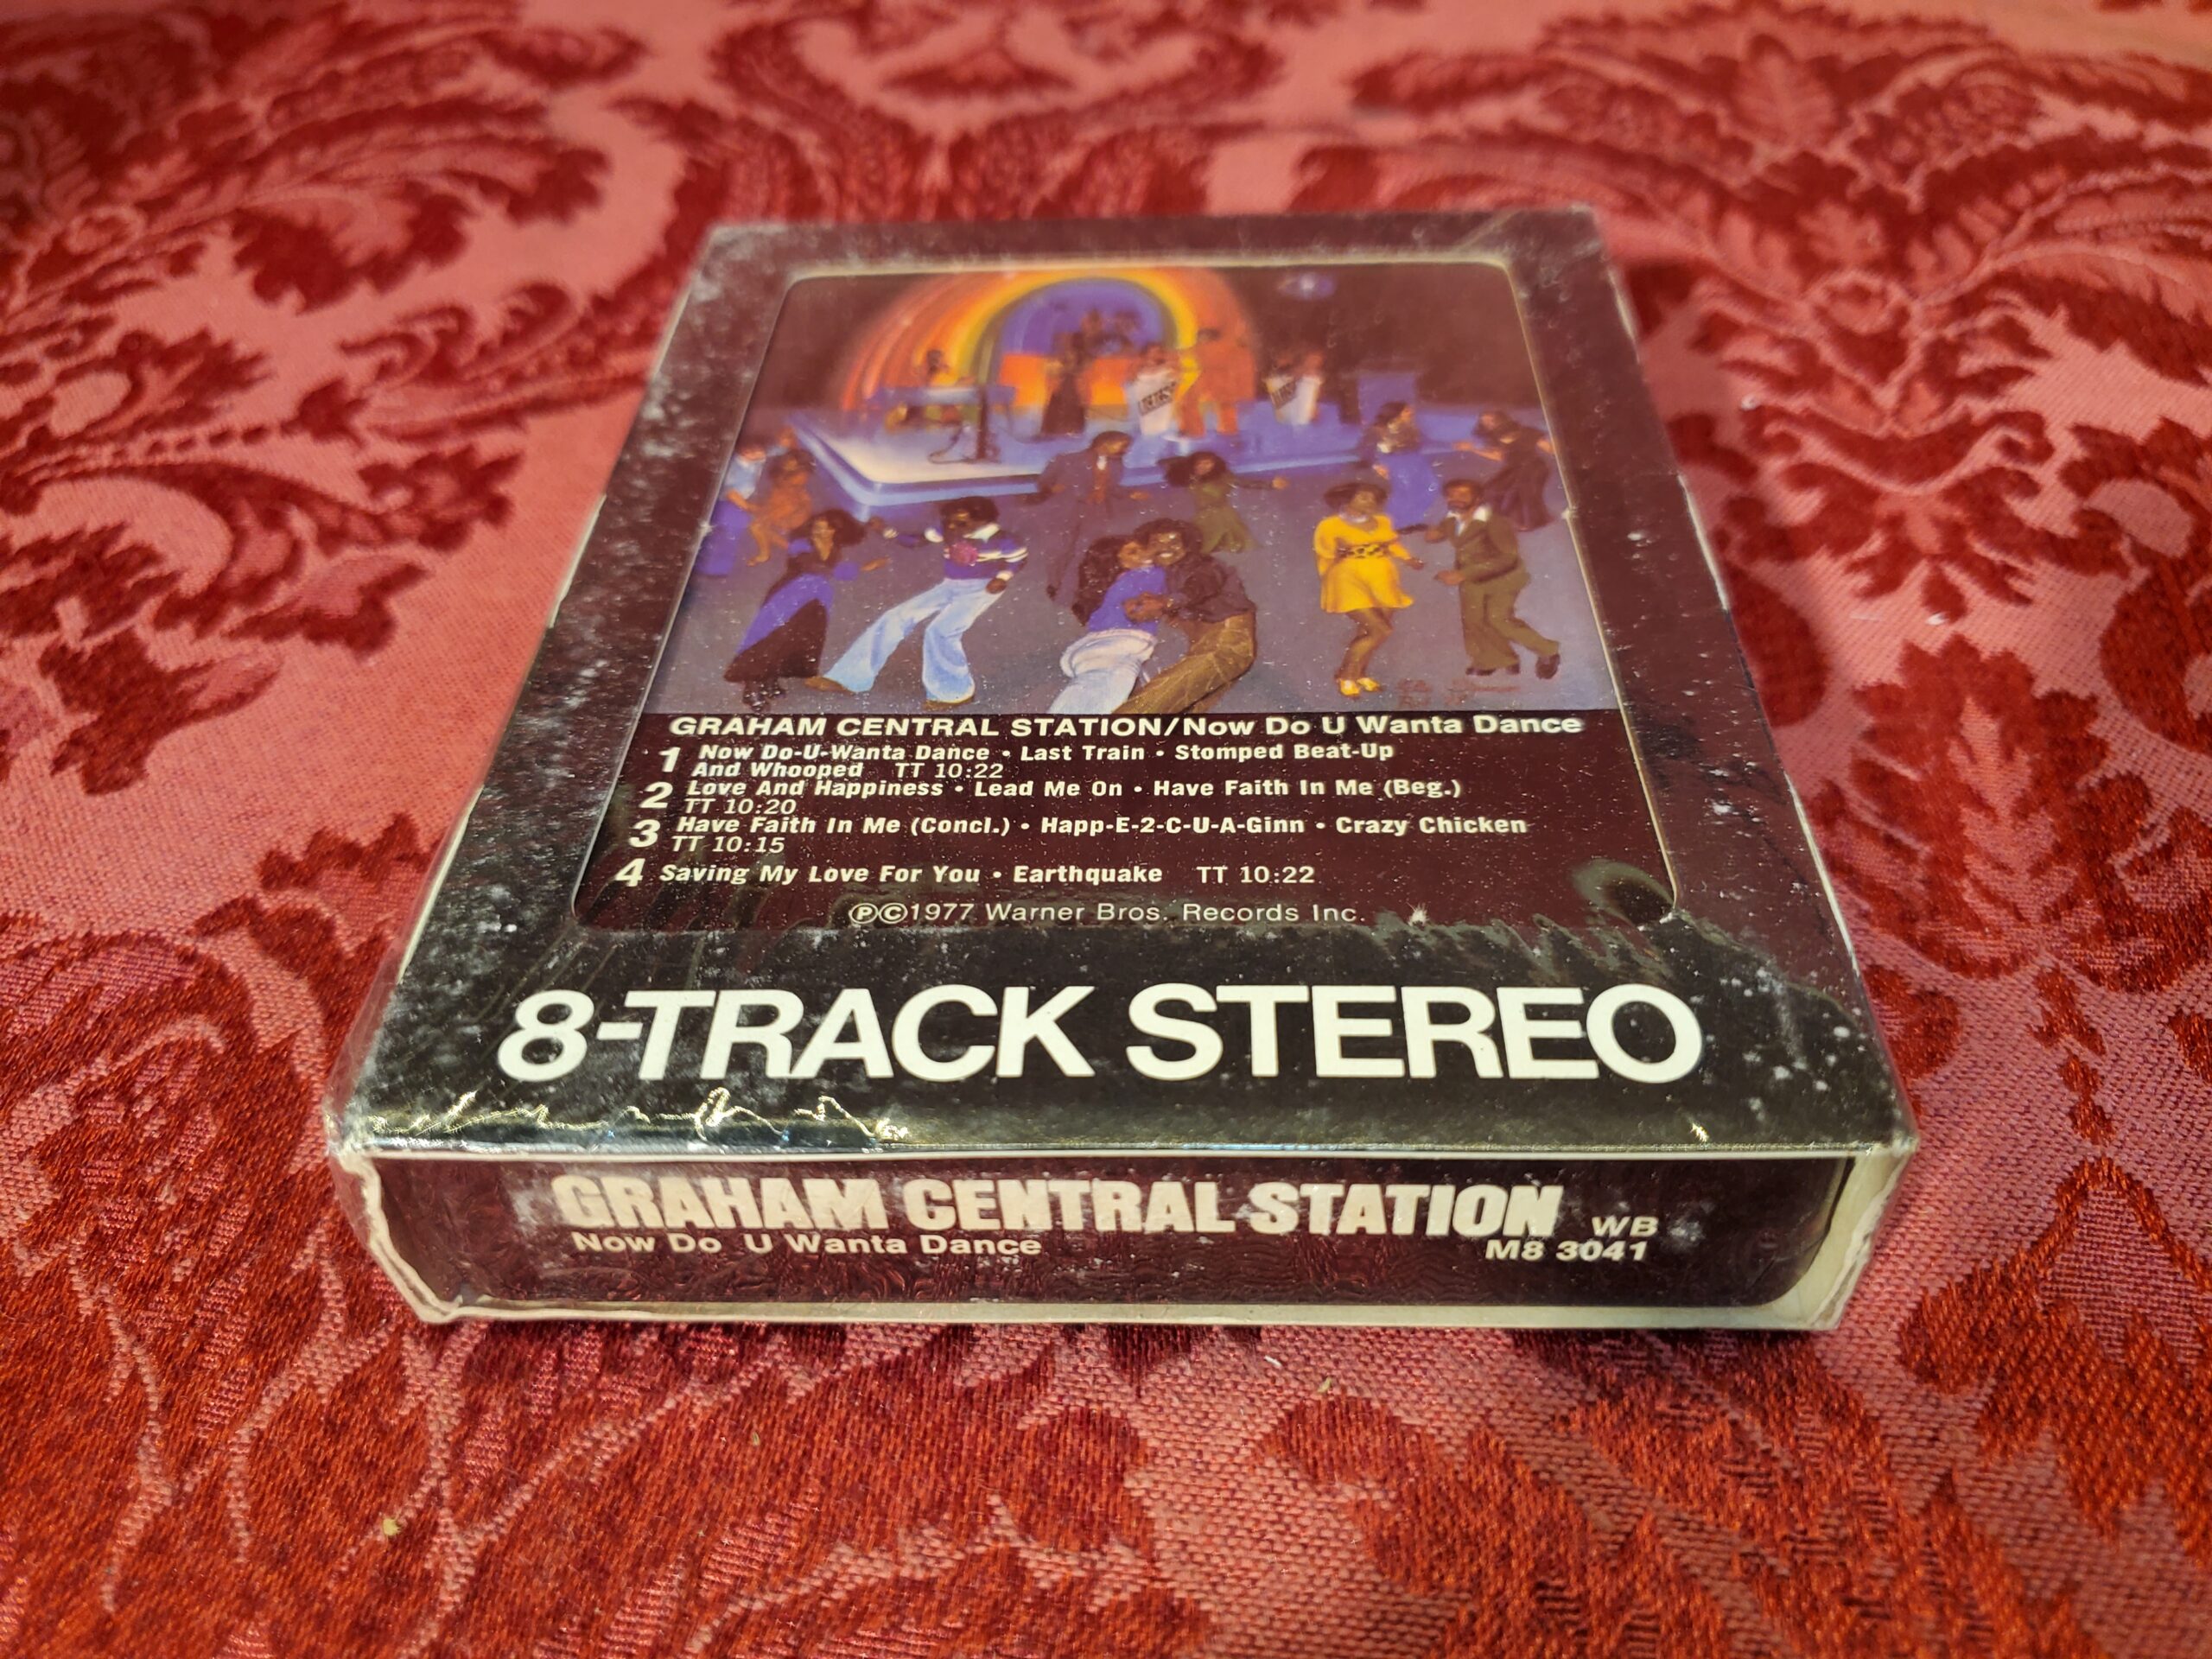 GRAHAM CENTRAL STATION/Now Do U Wanta Dance
1 Now Do-U-Wanta Dance • Last Train • Stomped Beat-Up
And Whooped TT 10:22
2 Love And Happiness • Lead Me On • Have Faith In Me (Beg.)
TT 10:20
3 Have Faith In Me (Concl.) • Happ-E-2-C-U-A-Ginn • Crazy Chicken
TT 10:15
4 Saving My Love For You • Earthquake TT 10:22
ⓅⒸ1977 Warner Bros. Records Inc.
8-TRACK STEREO
GRAHAM CENTRAL STATION WB
Now Do U Wanta Dance M8 3041